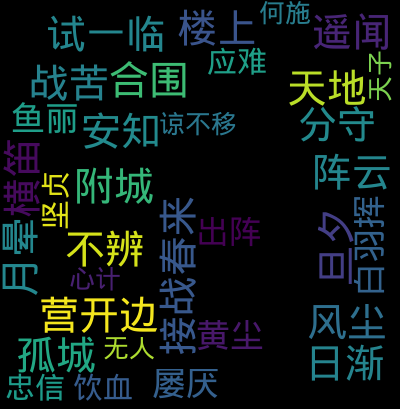 何施
楼上
试一临
遥闻
应难
战苦
合围
天地
天子
鱼丽
安知
谅不移
分守
横笛
坚贞
附城
阵云
接战春来
出阵
月晕
不辨
旦夕
白羽挥
心计
营开边
风尘
黄尘
孤城
无人
日渐
忠信
饮血
屡厌